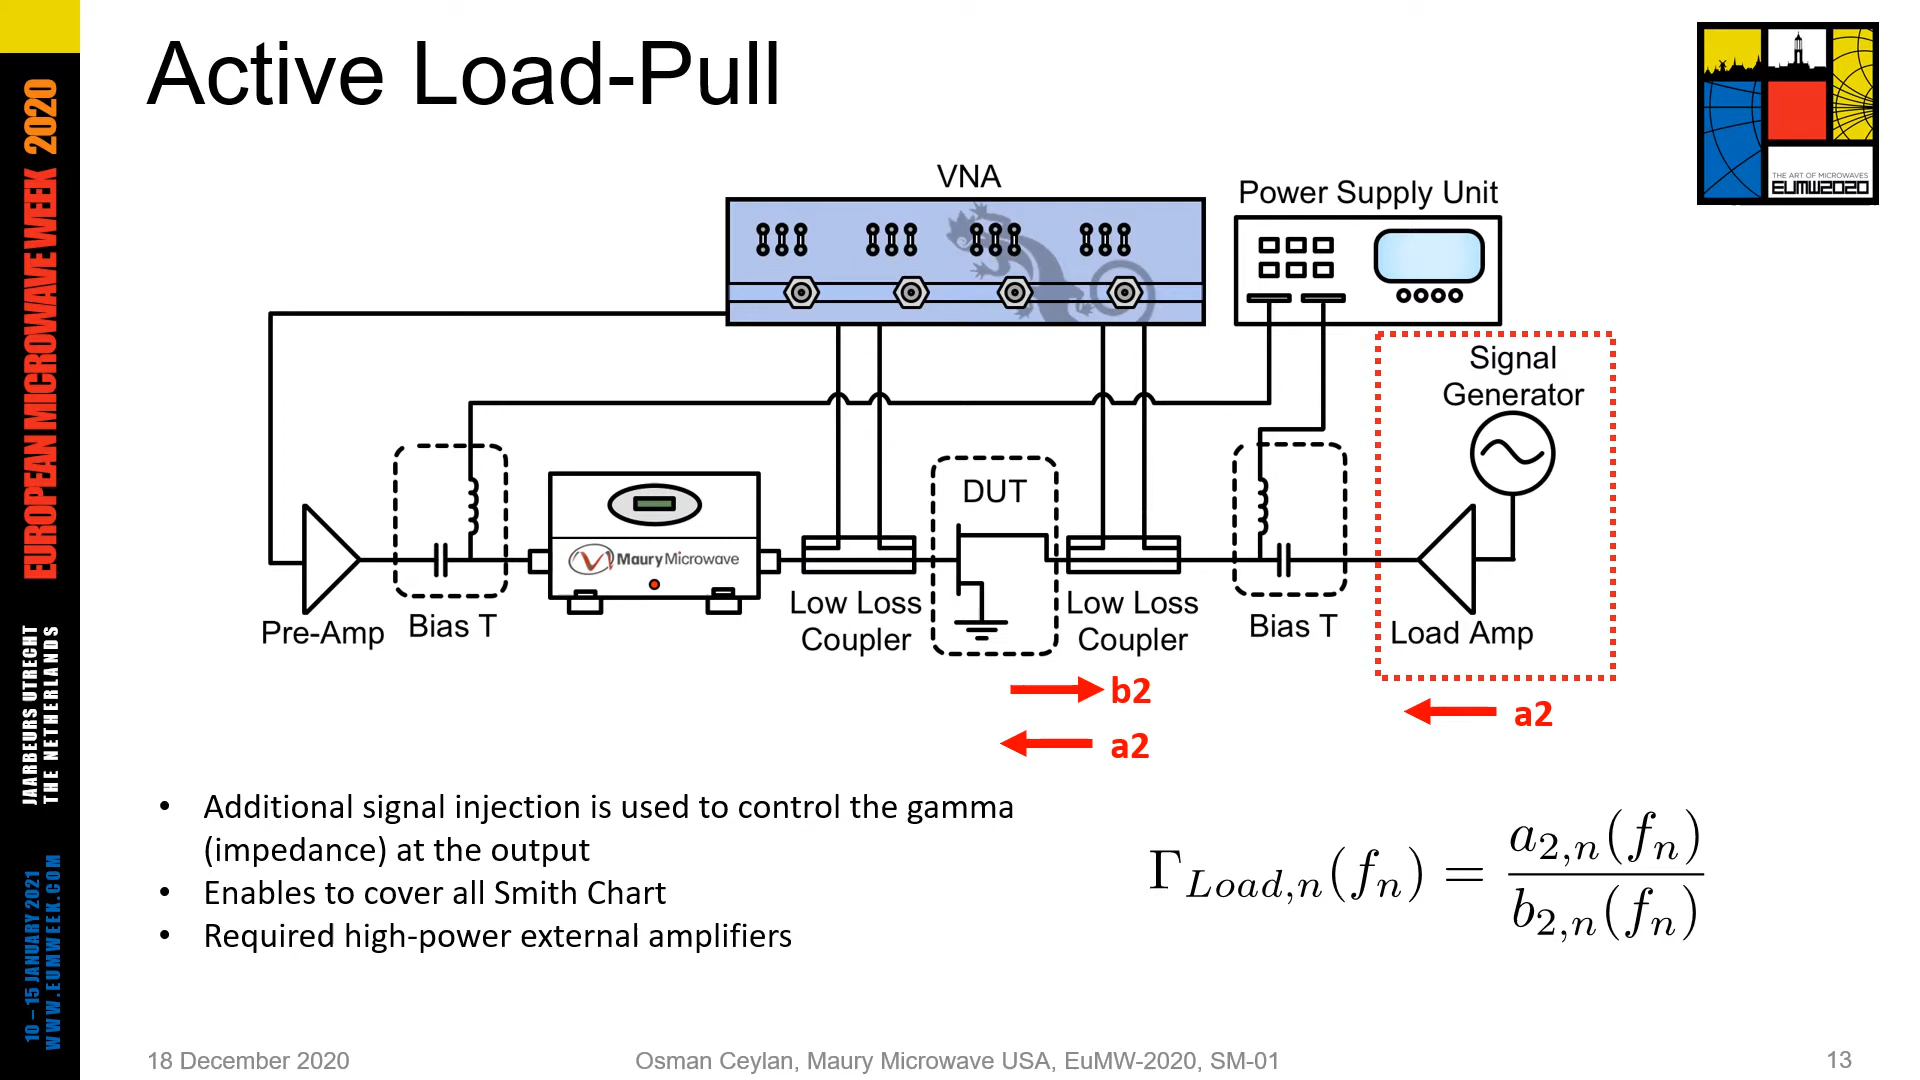 Active Load-Pull
EUROPEAN MICROWAVE WEEK 2020
JAARBEURS UTRECHT
THE NETHERLANDS
10 – 15 JANUARY 2021
WWW.EUMWEEK.COM
THE ART OF MICROWAVES
EUMW2020
VNA
Power Supply Unit
Signal
Generator
DUT
Maury Microwave
Low Loss
Coupler
Low Loss
Coupler
Pre-Amp
Bias T
Bias T
Load Amp
b2
a2
a2
• Additional signal injection is used to control the gamma
(impedance) at the output
• Enables to cover all Smith Chart
• Required high-power external amplifiers
Γ_{Load,n}(f_n) = a_{2,n}(f_n) / b_{2,n}(f_n)
18 December 2020
Osman Ceylan, Maury Microwave USA, EuMW-2020, SM-01
13